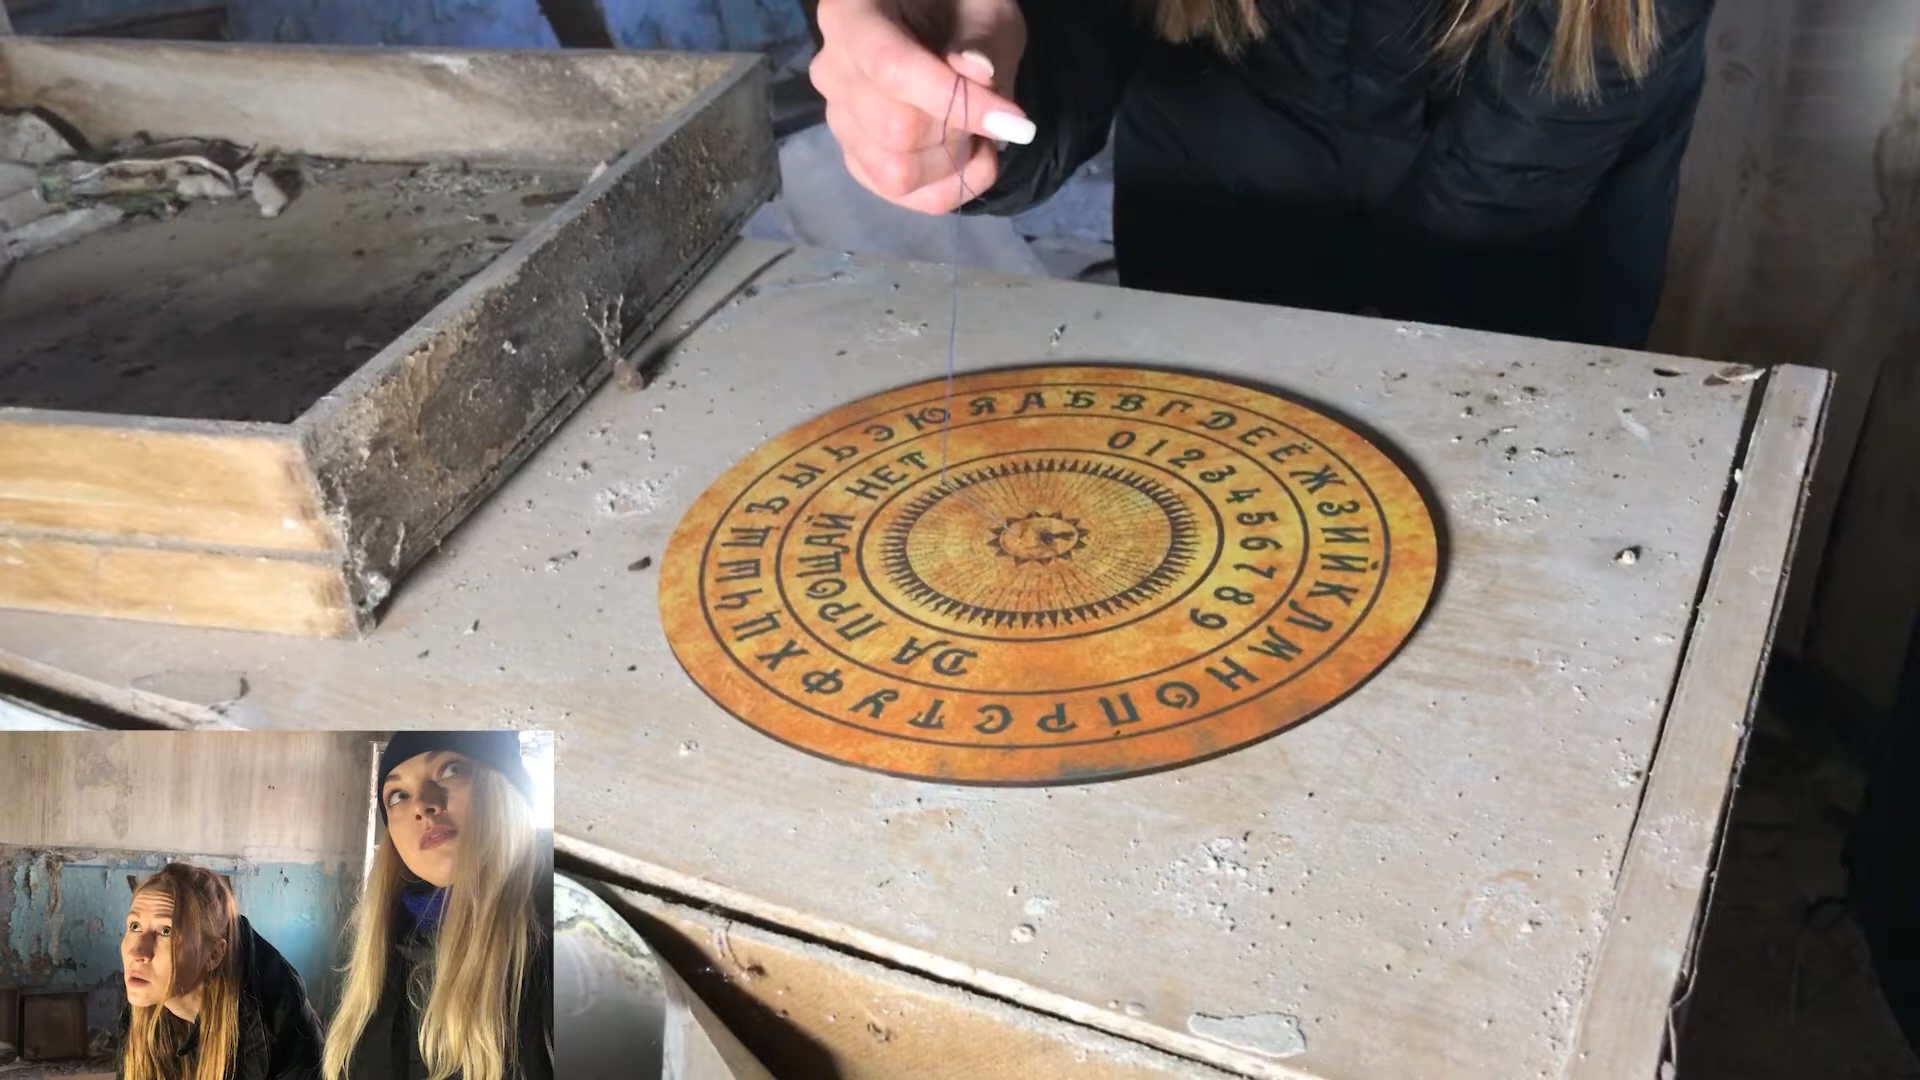 АБВГДЕЁЖЗИЙКЛМНОПРСТУФХЦЧШЩЪЫЬЭЮЯ
0123456789
ДА ПРОЩАЙ НЕТ